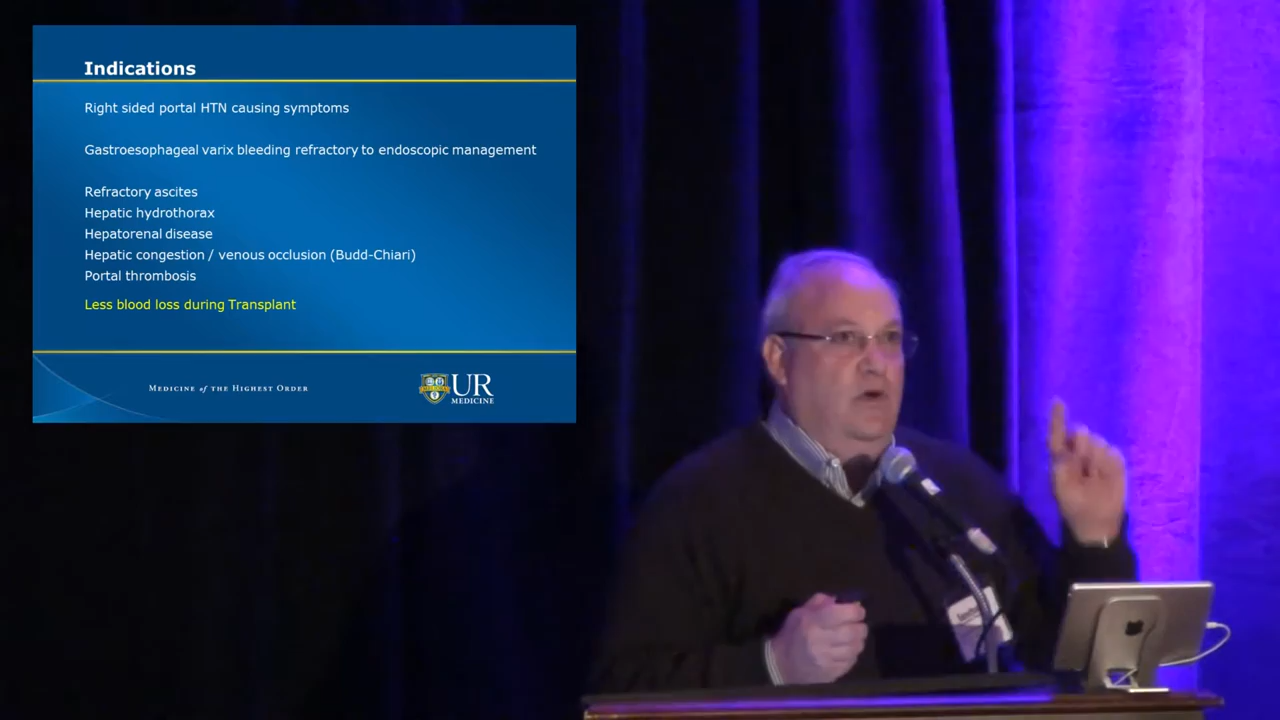 Indications
Right sided portal HTN causing symptoms
Gastroesophageal varix bleeding refractory to endoscopic management
Refractory ascites
Hepatic hydrothorax
Hepatorenal disease
Hepatic congestion / venous occlusion (Budd-Chiari)
Portal thrombosis
Less blood loss during Transplant
MEDICINE of THE HIGHEST ORDER
UR
MEDICINE